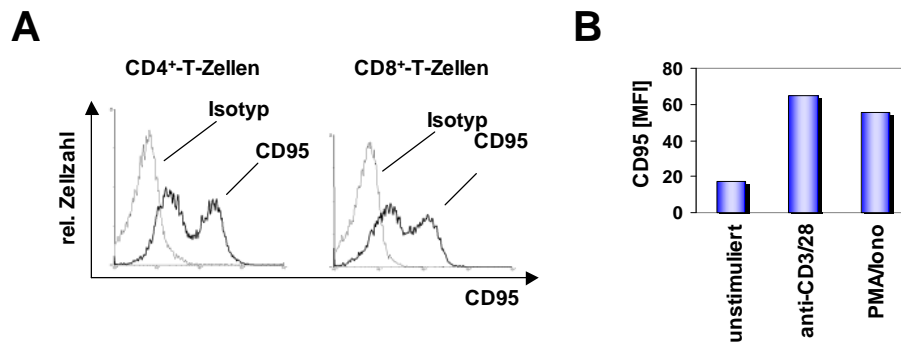 A
CD4⁺-T-Zellen
CD8⁺-T-Zellen
Isotyp
CD95
Isotyp
CD95
rel. Zellzahl
CD95
B
80
60
40
20
0
CD95 [MFI]
unstimuliert
anti-CD3/28
PMA/Iono